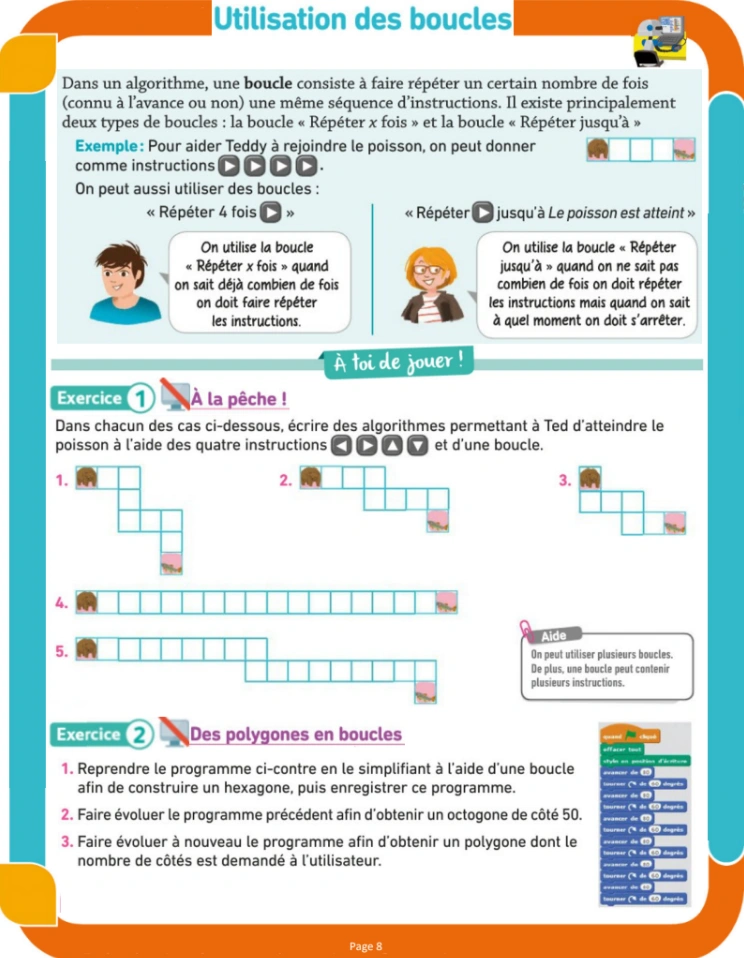 Utilisation des boucles
Dans un algorithme, une boucle consiste à faire répéter un certain nombre de fois
(connu à l'avance ou non) une même séquence d'instructions. Il existe principalement
deux types de boucles : la boucle « Répéter x fois » et la boucle « Répéter jusqu'à »
Exemple : Pour aider Teddy à rejoindre le poisson, on peut donner
comme instructions .
On peut aussi utiliser des boucles :
« Répéter 4 fois »
« Répéter jusqu'à Le poisson est atteint »
On utilise la boucle
« Répéter x fois » quand
on sait déjà combien de fois
on doit faire répéter
les instructions.
On utilise la boucle « Répéter
jusqu'à » quand on ne sait pas
combien de fois on doit répéter
les instructions mais quand on sait
à quel moment on doit s'arrêter.
À toi de jouer !
Exercice 1 À la pêche !
Dans chacun des cas ci-dessous, écrire des algorithmes permettant à Ted d'atteindre le
poisson à l'aide des quatre instructions et d'une boucle.
1. 2. 3.
4.
5.
Aide
On peut utiliser plusieurs boucles.
De plus, une boucle peut contenir
plusieurs instructions.
Exercice 2 Des polygones en boucles
1. Reprendre le programme ci-contre en le simplifiant à l'aide d'une boucle
afin de construire un hexagone, puis enregistrer ce programme.
2. Faire évoluer le programme précédent afin d'obtenir un octogone de côté 50.
3. Faire évoluer à nouveau le programme afin d'obtenir un polygone dont le
nombre de côtés est demandé à l'utilisateur.
quand cliqué
effacer tout
style en position d'écriture
avancer de
tourner de 60 degrés
avancer de
tourner de 60 degrés
avancer de
tourner de 60 degrés
avancer de
tourner de 60 degrés
avancer de
tourner de 60 degrés
avancer de
tourner de 60 degrés
Page 8